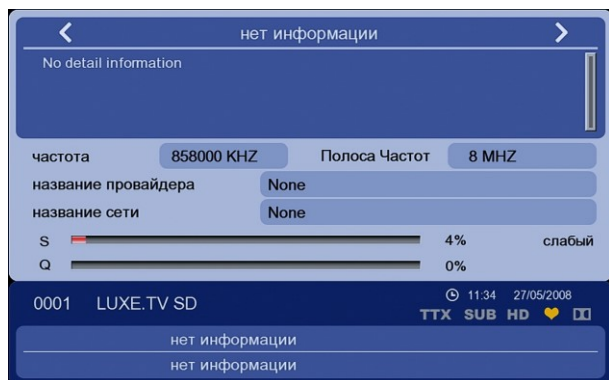 нет информации
No detail information
частота 858000 KHZ Полоса Частот 8 MHZ
название провайдера None
название сети None
S 4% слабый
Q 0%
0001 LUXE.TV SD 11:34 27/05/2008
TTX SUB HD
нет информации
нет информации